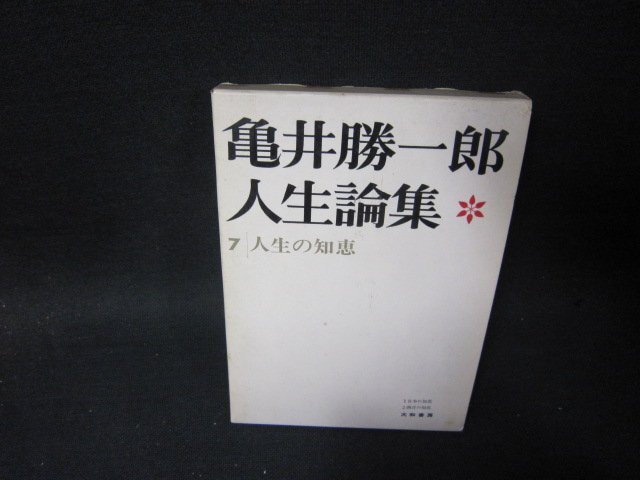 亀井勝一郎
人生論集
7 人生の知恵
大和書房